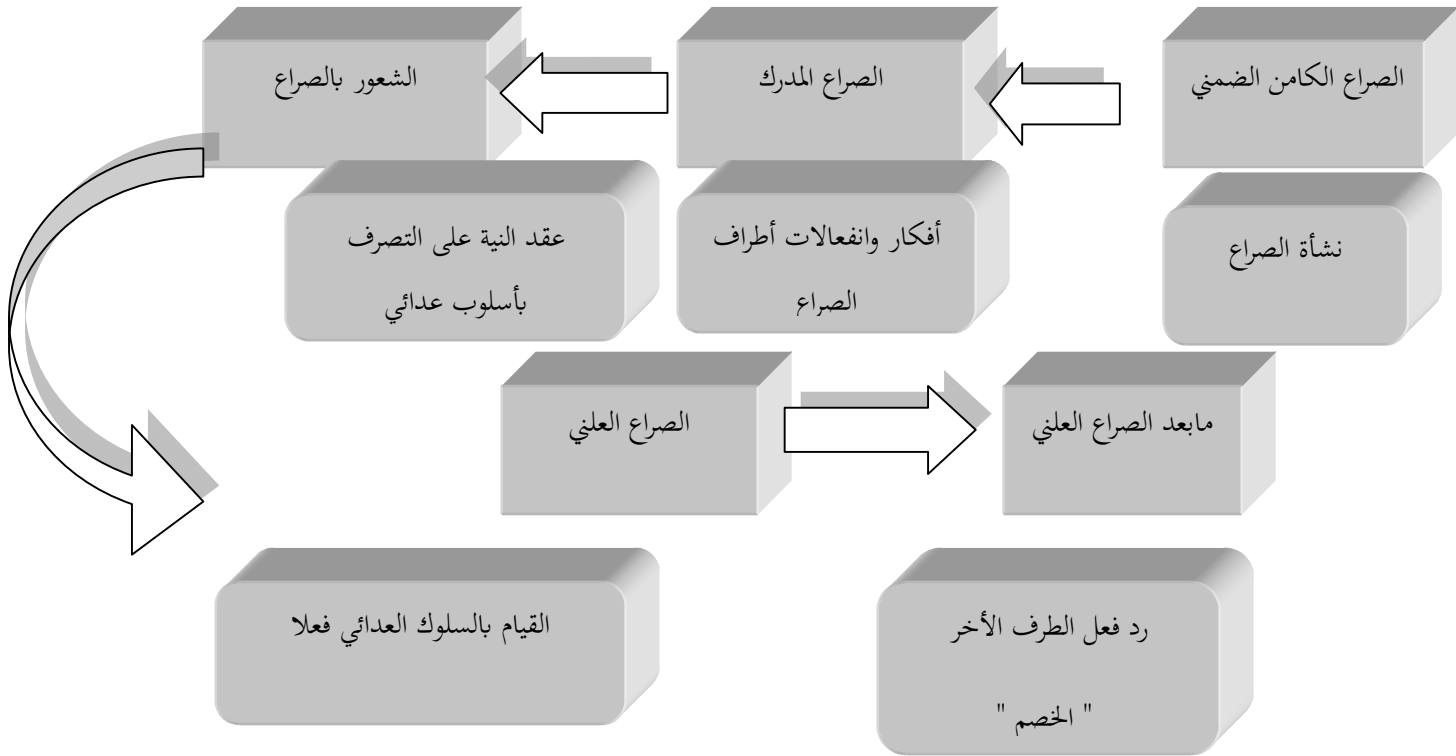 الصراع الكامن الضمني
الصراع المدرك
الشعور بالصراع
نشأة الصراع
أفكار وانفعالات أطراف
الصراع
عقد النية على التصرف
بأسلوب عدائي
الصراع العلني
مابعد الصراع العلني
القيام بالسلوك العدائي فعلا
رد فعل الطرف الأخر
" الخصم "